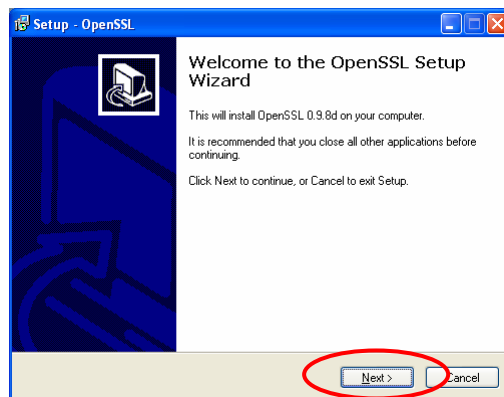 Setup - OpenSSL
Welcome to the OpenSSL Setup
Wizard
This will install OpenSSL 0.9.8d on your computer.
It is recommended that you close all other applications before
continuing.
Click Next to continue, or Cancel to exit Setup.
Next >
Cancel